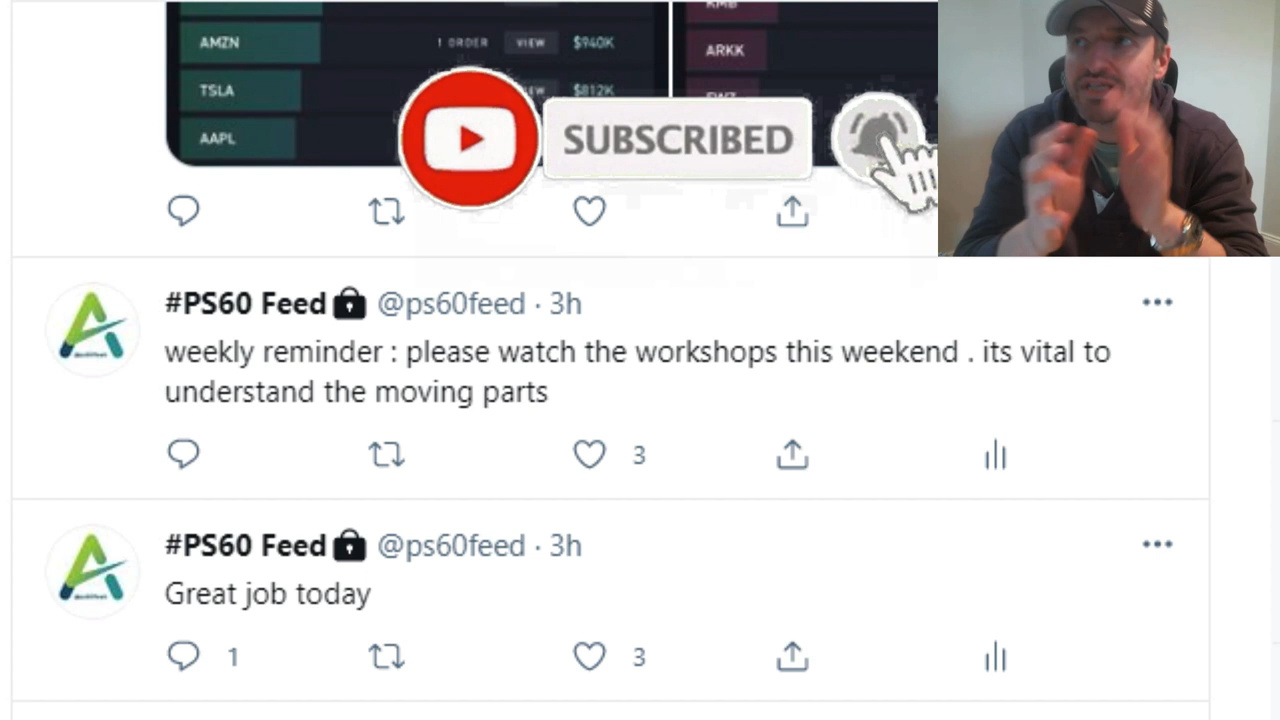 AMZN
1 ORDER
VIEW
$940K
ARKK
TSLA
$812K
AAPL
SUBSCRIBED
#PS60 Feed @ps60feed · 3h
weekly reminder : please watch the workshops this weekend . its vital to
understand the moving parts
3
#PS60 Feed @ps60feed · 3h
Great job today
1
3